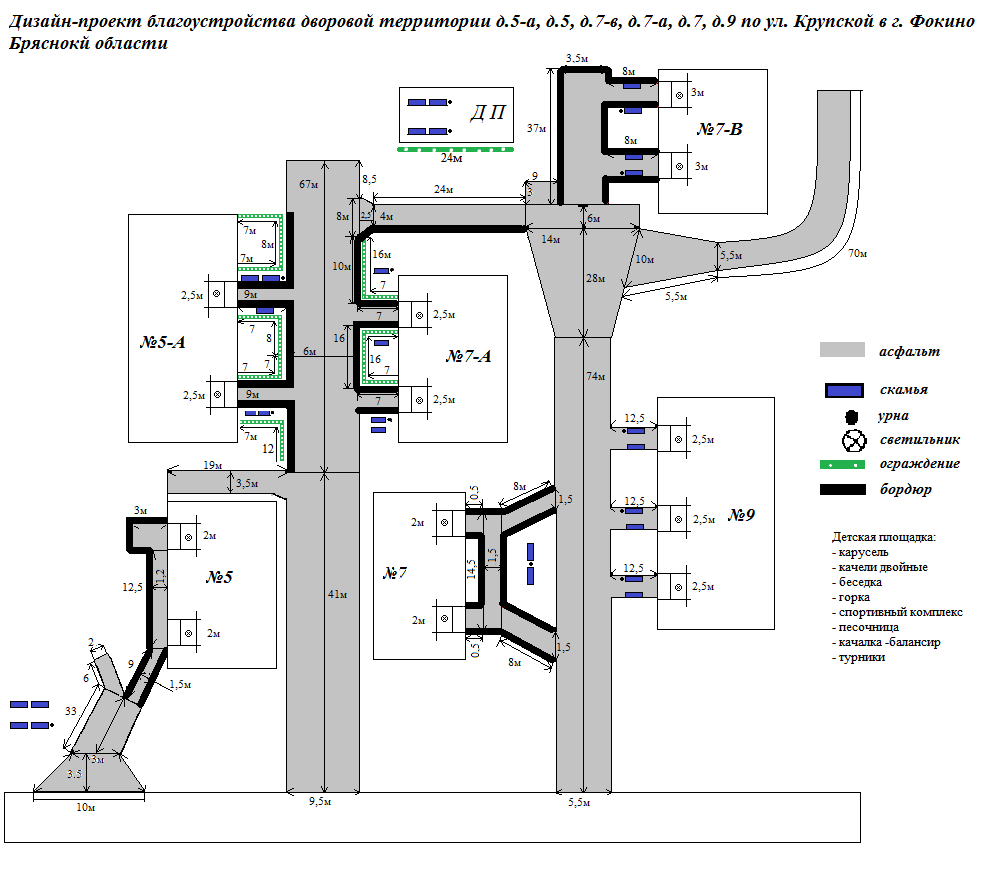 Дизайн-проект благоустройства дворовой территории д.5-а, д.5, д.7-в, д.7-а, д.7, д.9 по ул. Крупской в г. Фокино
Бряснокй области
3,5м
8м
3м
№7-В
37м
8м
3м
Д П
24м
67м
8,5
24м
9
3
8м
2,5
4м
6м
14м
10м
5,5м
70м
5,5м
28м
7м
8м
7м
16м
10м
7
2,5м
9м
7
2,5м
№5-А
7
8
7
7
6м
16
16
7
№7-А
74м
2,5м
9м
7
2,5м
7м
12
асфальт
скамья
урна
светильник
ограждение
бордюр
12,5
2,5м
19м
3,5м
3м
2м
№5
12,5
1,2
2м
0,5
8м
1,5
2м
№7
14,5
1,5
2м
0,5
8м
1,5
12,5
2,5м
№9
12,5
2,5м
Детская площадка:
- карусель
- качели двойные
- беседка
- горка
- спортивный комплекс
- песочница
- качалка -балансир
- турники
41м
2
6
9
1,5м
33
3м
3,5
10м
9,5м
5,5м